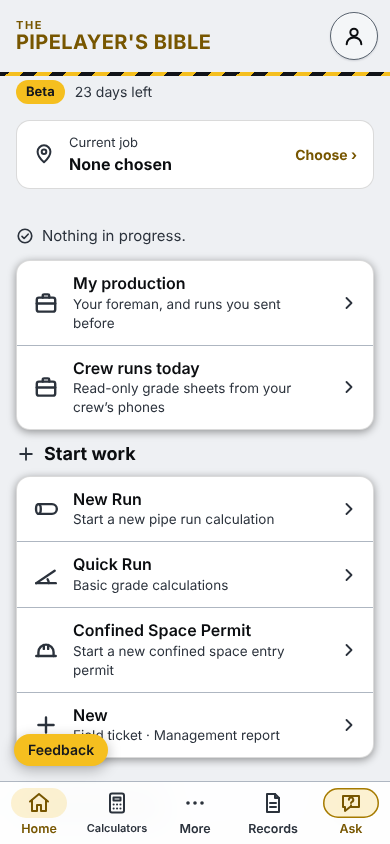 THE
PIPELAYER'S BIBLE
Beta 23 days left
Current job
None chosen
Choose ›
Nothing in progress.
My production
Your foreman, and runs you sent
before
Crew runs today
Read-only grade sheets from your
crew's phones
Start work
New Run
Start a new pipe run calculation
Quick Run
Basic grade calculations
Confined Space Permit
Start a new confined space entry
permit
New
Field ticket · Management report
Feedback
Home
Calculators
More
Records
Ask